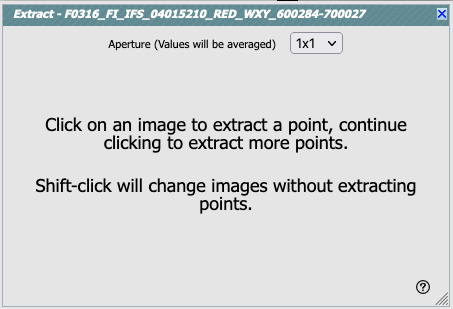 Extract - F0316_FI_IFS_04015210_RED_WXY_600284-700027
Aperture (Values will be averaged) 1x1
Click on an image to extract a point, continue
clicking to extract more points.
Shift-click will change images without extracting
points.
?